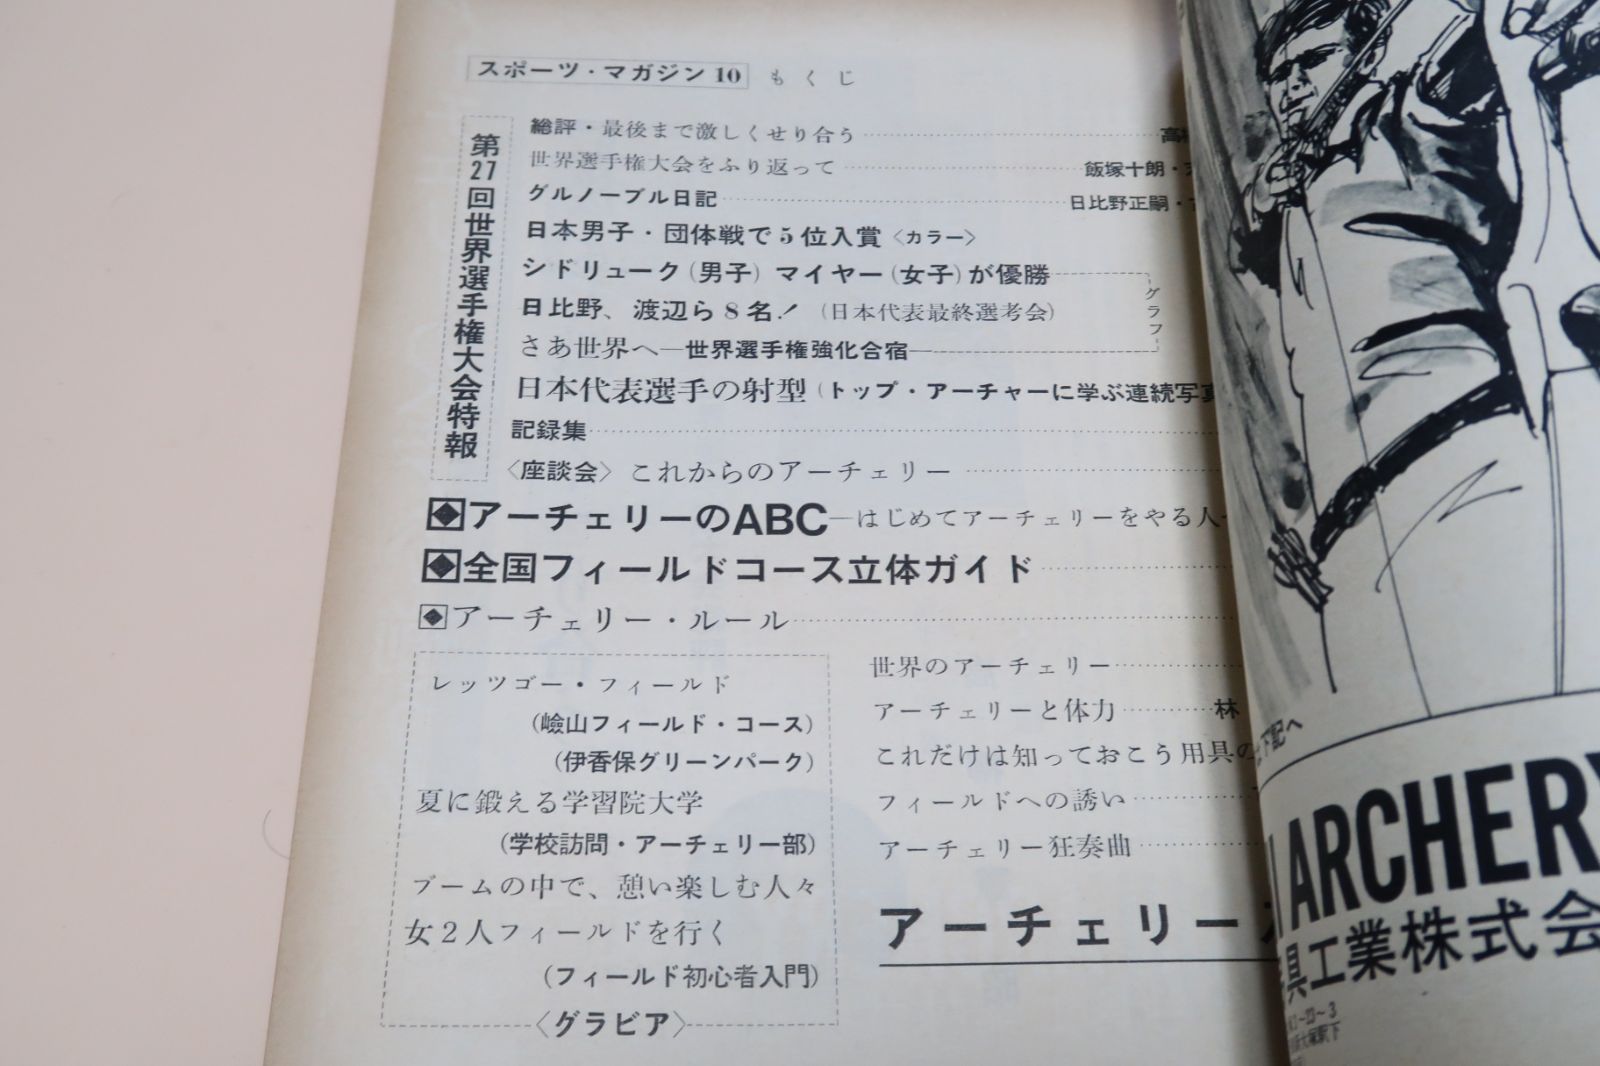 スポーツ・マガジン10 もくじ
第27回世界選手権大会特報
総評・最後まで激しくせり合う
世界選手権大会をふり返って 飯塚十朗・
グルノーブル日記 日比野正嗣・
日本男子・団体戦で5位入賞〈カラー〉
シドリューク(男子) マイヤー(女子)が優勝
日比野、渡辺ら8名!(日本代表最終選考会)
グラフ
さあ世界へ―世界選手権強化合宿―
日本代表選手の射型(トップ・アーチャーに学ぶ連続写真
記録集
〈座談会〉これからのアーチェリー
◆アーチェリーのABC―はじめてアーチェリーをやる人
◆全国フィールドコース立体ガイド
◆アーチェリー・ルール
レッツゴー・フィールド
(嶮山フィールド・コース)
(伊香保グリーンパーク)
夏に鍛える学習院大学
(学校訪問・アーチェリー部)
ブームの中で、憩い楽しむ人々
女2人フィールドを行く
(フィールド初心者入門)
〈グラビア〉
世界のアーチェリー
アーチェリーと体力 林
これだけは知っておこう用具の
フィールドへの誘い
アーチェリー狂奏曲
アーチェリー
下記へ
ARCHERY
具工業株式会